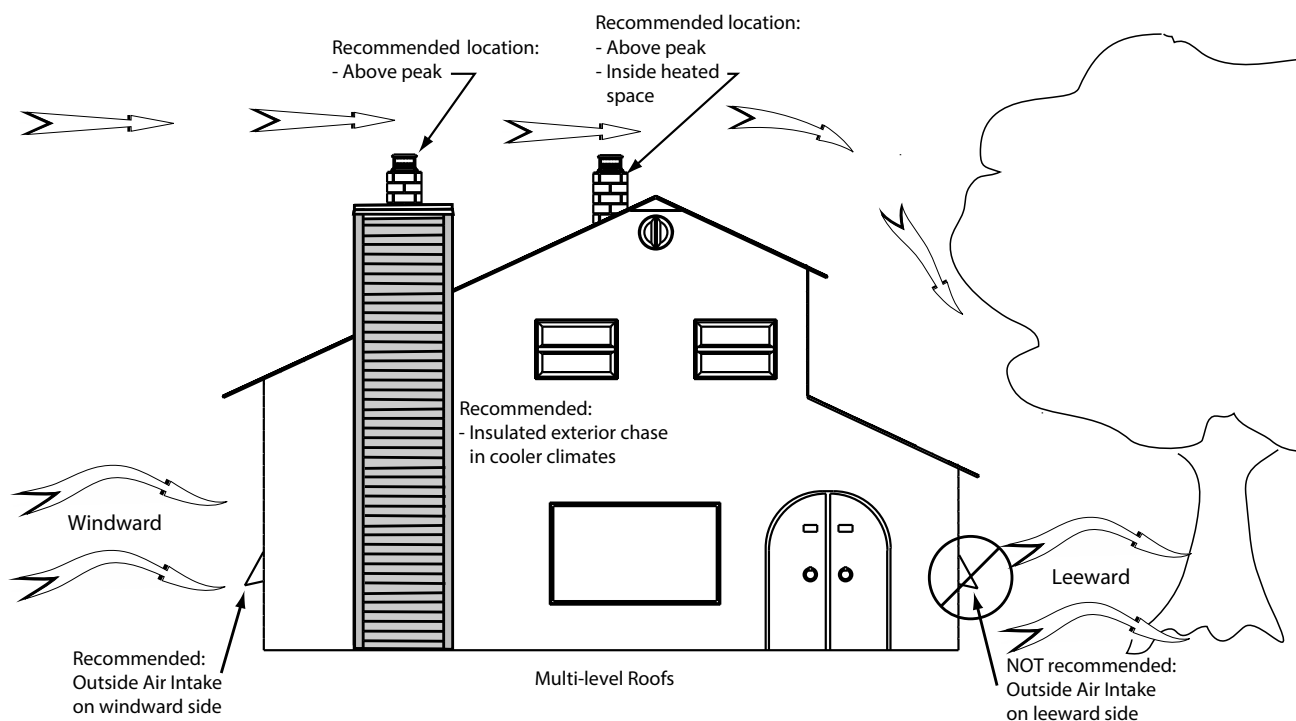 Recommended location:
- Above peak
Recommended location:
- Above peak
- Inside heated
space
Recommended:
- Insulated exterior chase
in cooler climates
Windward
Leeward
Recommended:
Outside Air Intake
on windward side
Multi-level Roofs
NOT recommended:
Outside Air Intake
on leeward side